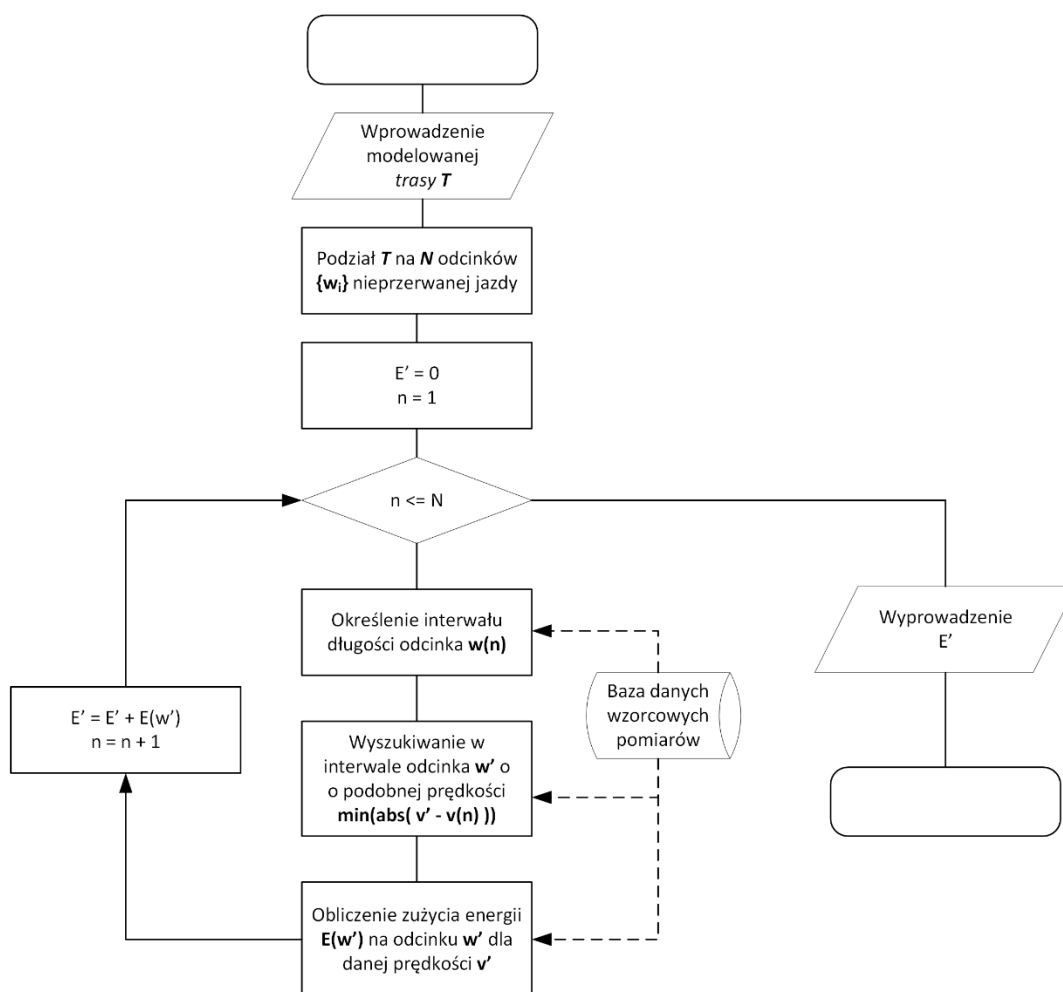 Wprowadzenie
modelowanej
trasy T
Podział T na N odcinków
{wi} nieprzerwanej jazdy
E’ = 0
n = 1
n <= N
Określenie interwału
długości odcinka w(n)
Wyszukiwanie w
interwale odcinka w’ o
o podobnej prędkości
min(abs( v’ - v(n) ))
Obliczenie zużycia energii
E(w’) na odcinku w’ dla
danej prędkości v’
E’ = E’ + E(w’)
n = n + 1
Baza danych
wzorcowych
pomiarów
Wyprowadzenie
E’